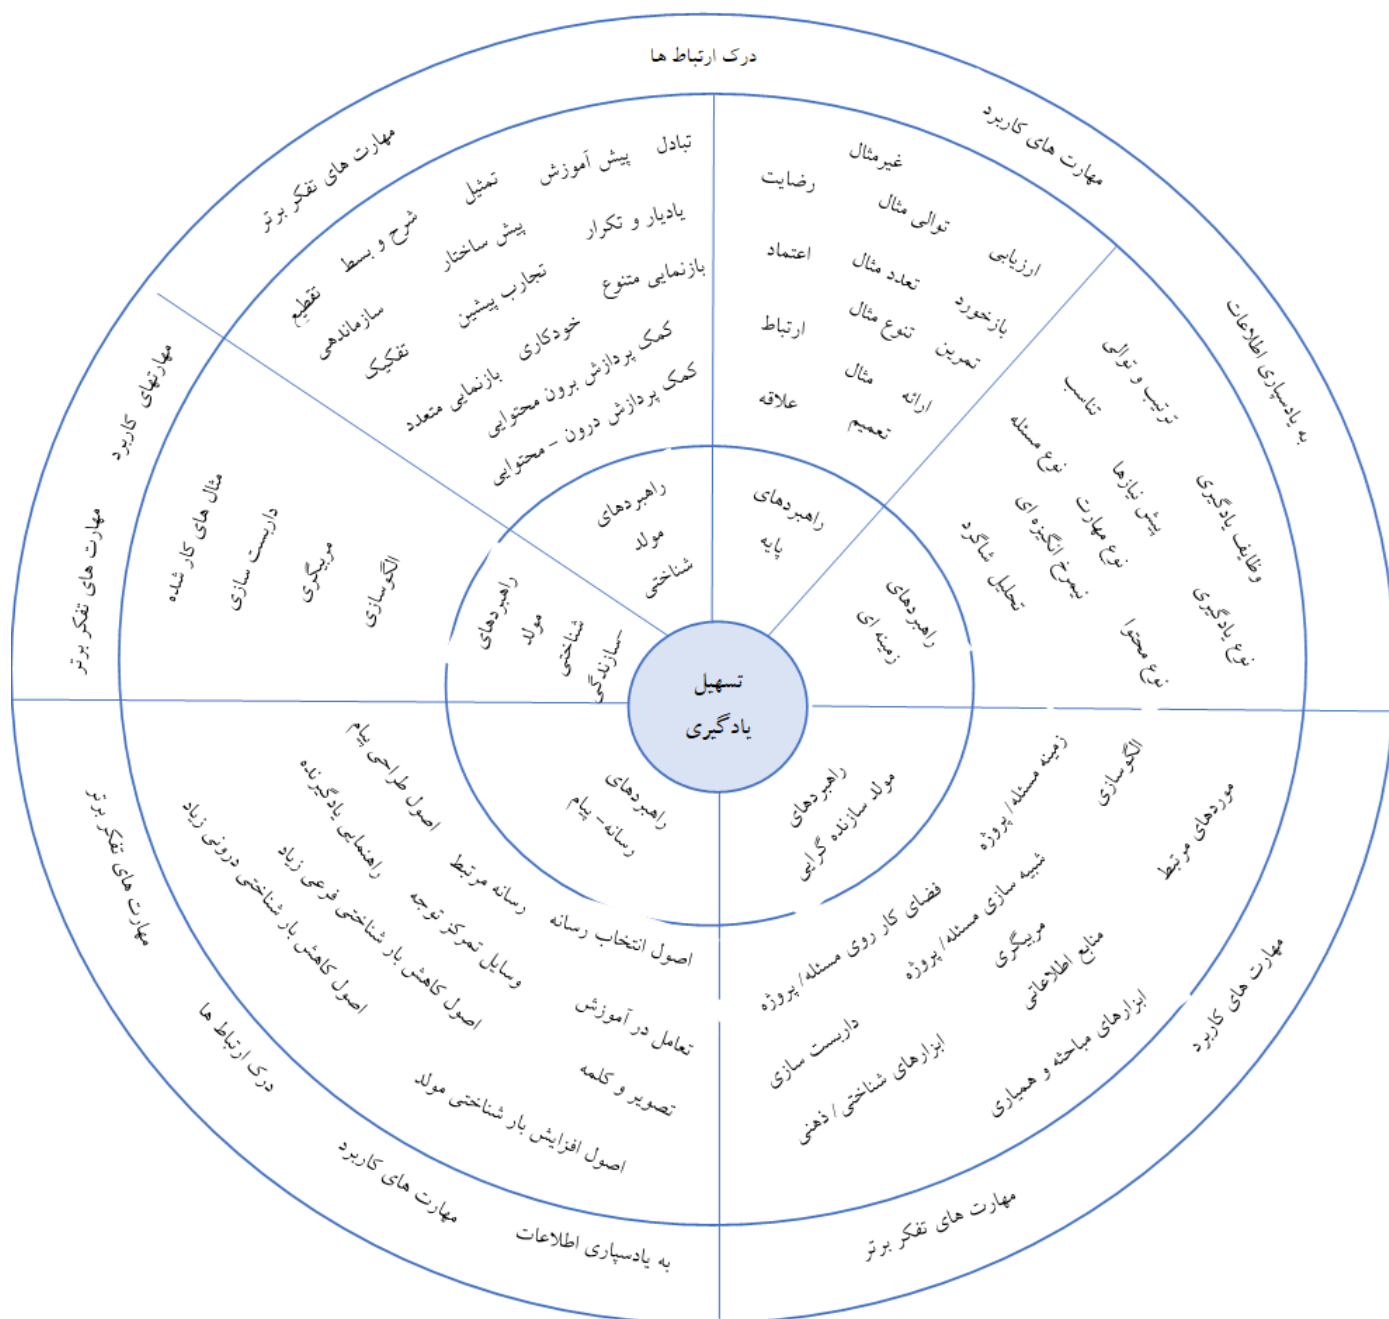 درک ارتباط ها
مهارت های کاربرد
به یادسپاری اطلاعات
مهارت های کاربرد
مهارت های تفکر برتر
به یادسپاری اطلاعات
مهارت های کاربرد
درک ارتباط ها
مهارت های تفکر برتر
مهارت های تفکر برتر
مهارتهای کاربرد
مهارت های تفکر برتر
تسهیل
یادگیری
راهبردهای
پایه
غیرمثال
رضایت
توالی مثال
ارزیابی
اعتماد
تعدد مثال
بازخورد
ارتباط
تنوع مثال
تمرین
مثال
ارائه
علاقه
تعمیم
راهبردهای
زمینه ای
ترتیب و توالی
تناسب
نوع مسئله
پیش نیازها
وظایف یادگیری
نوع مهارت
نیمرخ انگیزه ای
تحلیل شاگرد
نوع یادگیری
نوع محتوا
راهبردهای
مولد سازنده گرایی
زمینه مسئله/ پروژه
الگوسازی
موردهای مرتبط
فضای کار روی مسئله/ پروژه
شبیه سازی مسئله/ پروژه
مربیگری
منابع اطلاعاتی
داربست سازی
ابزارهای شناختی/ ذهنی
ابزارهای مباحثه و همیاری
راهبردهای
رسانه- پیام
اصول طراحی پیام
راهنمایی یادگیرنده
رسانه مرتبط
اصول انتخاب رسانه
وسایل تمرکز توجه
اصول کاهش بار شناختی فرعی زیاد
اصول کاهش بار شناختی درونی زیاد
تعامل در آموزش
تصویر و کلمه
اصول افزایش بار شناختی مولد
راهبردهای
مولد
شناختی
-سازندگی
مثال های کار شده
داربست سازی
مربیگری
الگوسازی
راهبردهای
مولد
شناختی
تبادل
پیش آموزش
تمثیل
شرح و بسط
تقطیع
یادیار و تکرار
پیش ساختار
سازماندهی
بازنمایی متنوع
تجارب پیشین
تفکیک
خودکاری
بازنمایی متعدد
کمک پردازش برون محتوایی
کمک پردازش درون - محتوایی